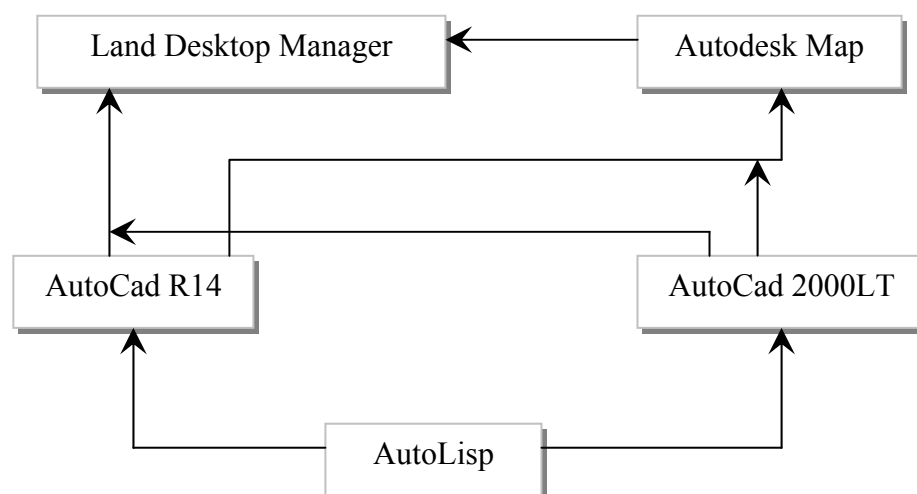 Land Desktop Manager
Autodesk Map
AutoCad R14
AutoCad 2000LT
AutoLisp